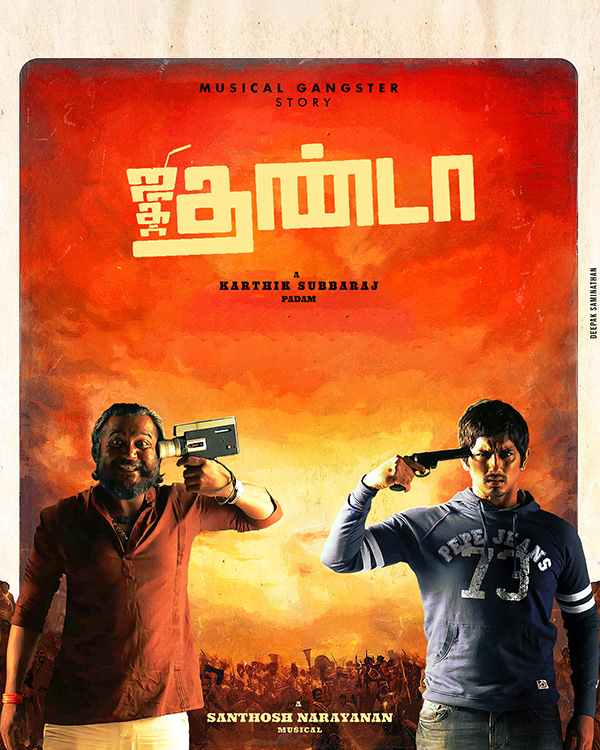 MUSICAL GANGSTER
STORY
ஜிகர்தண்டா
A
KARTHIK SUBBARAJ
PADAM
DEEPAK SAMINATHAN
PEPE JEANS
73
A
SANTHOSH NARAYANAN
MUSICAL